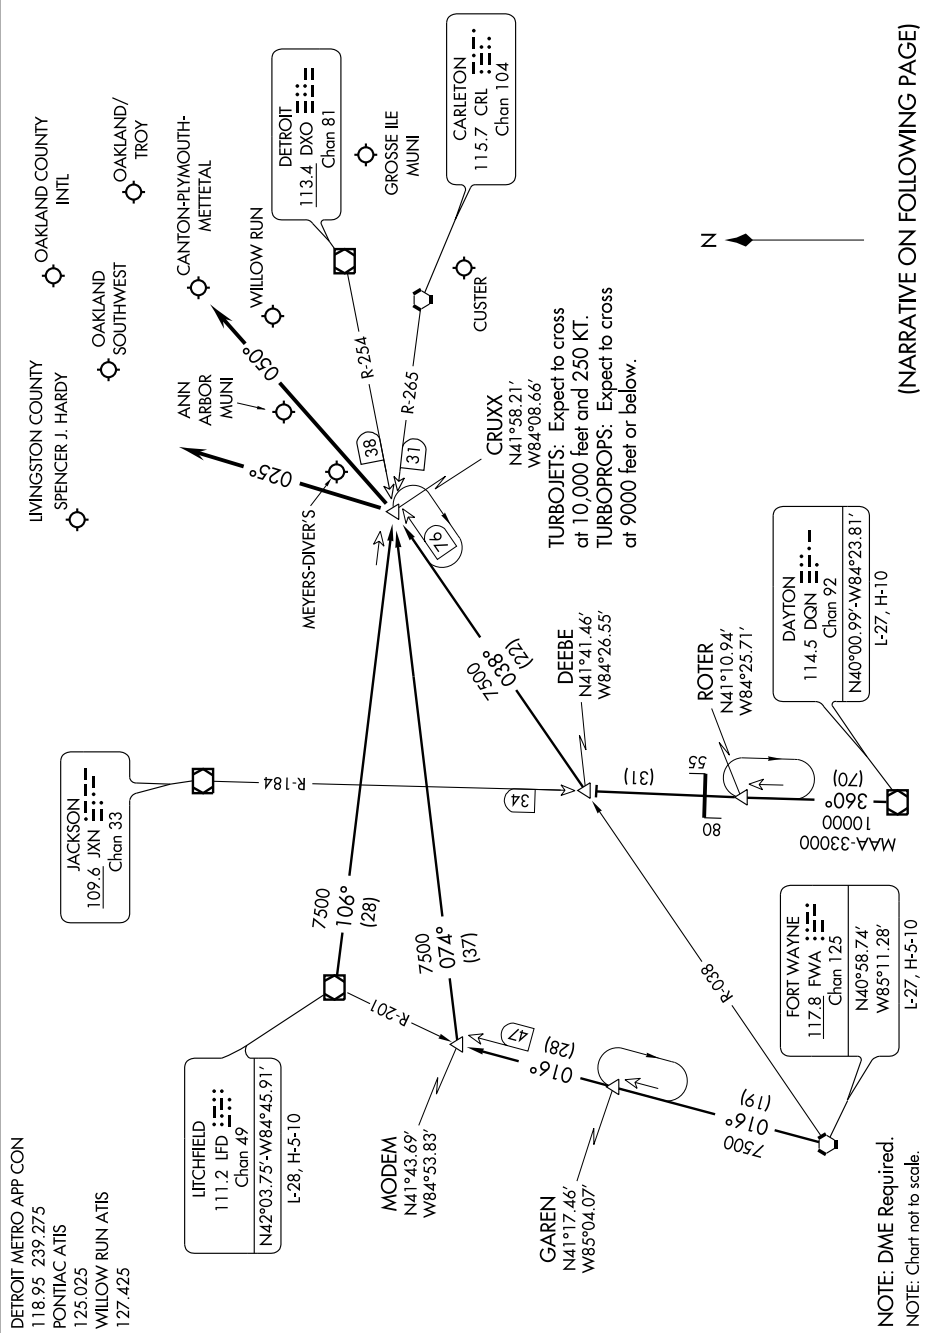 DETROIT METRO APP CON
118.95 239.275
PONTIAC ATIS
125.025
WILLOW RUN ATIS
127.425
LIVINGSTON COUNTY
SPENCER J. HARDY
OAKLAND COUNTY
INTL
OAKLAND
SOUTHWEST
OAKLAND/
TROY
CANTON-PLYMOUTH-
METTETAL
WILLOW RUN
ANN
ARBOR
MUNI
MEYERS-DIVER'S
DETROIT
113.4 DXO
Chan 81
GROSSE ILE
MUNI
CARLETON
115.7 CRL
Chan 104
CUSTER
JACKSON
109.6 JXN
Chan 33
025°
050°
R-254
38
R-265
31
76
CRUXX
N41°58.21'
W84°08.66'
TURBOJETS: Expect to cross
at 10,000 feet and 250 KT.
TURBOPROPS: Expect to cross
at 9000 feet or below.
R-184
34
7500
106°
(28)
7500
074°
(37)
7500
038°
(22)
LITCHFIELD
111.2 LFD
Chan 49
N42°03.75'-W84°45.91'
L-28, H-5-10
R-201
MODEM
N41°43.69'
W84°53.83'
47
016°
(28)
GAREN
N41°17.46'
W85°04.07'
7500
016°
(19)
DEEBE
N41°41.46'
W84°26.55'
(31)
55
80
ROTER
N41°10.94'
W84°25.71'
R-038
(70)
360°
10000
MAA-33000
DAYTON
114.5 DQN
Chan 92
N40°00.99'-W84°23.81'
L-27, H-10
FORT WAYNE
117.8 FWA
Chan 125
N40°58.74'
W85°11.28'
L-27, H-5-10
N
NOTE: DME Required.
NOTE: Chart not to scale.
(NARRATIVE ON FOLLOWING PAGE)